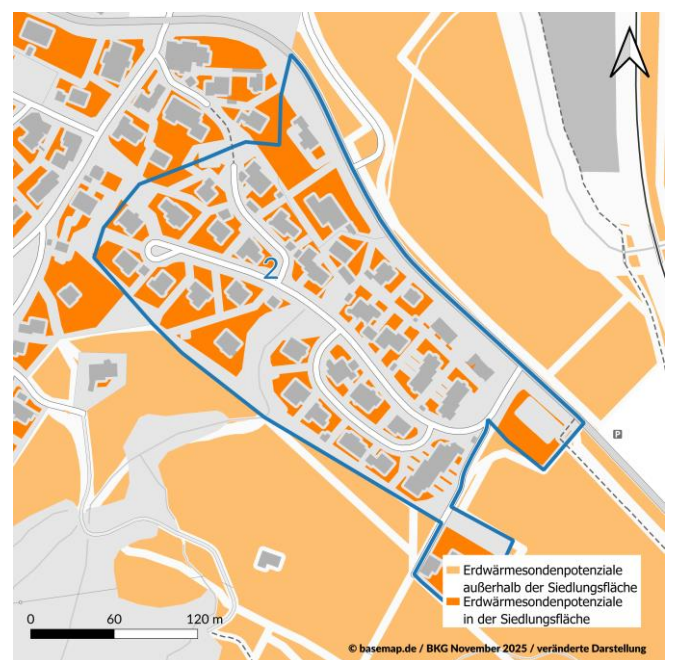 2
P
Erdwärmesondenpotenziale
außerhalb der Siedlungsfläche
Erdwärmesondenpotenziale
in der Siedlungsfläche
0 60 120 m
© basemap.de / BKG November 2025 / veränderte Darstellung